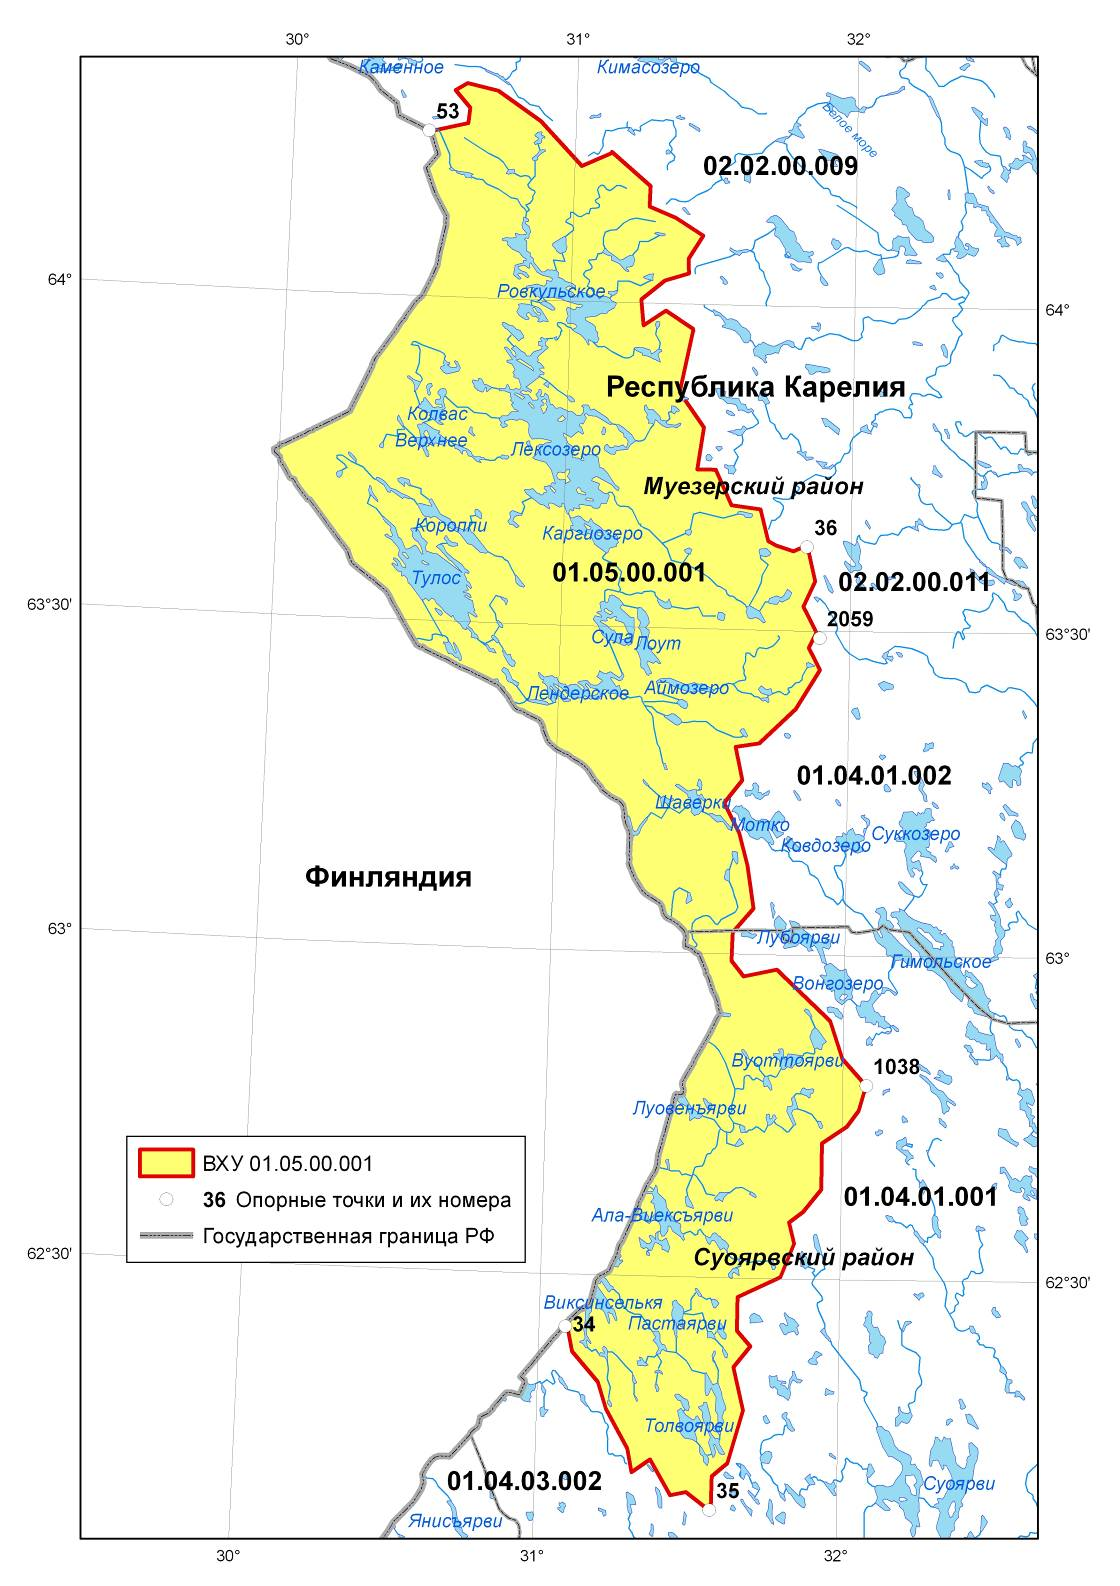 30°
31°
32°
Каменное
Кимасозеро
53
Белое море
02.02.00.009
64°
Ровкульское
64°
Республика Карелия
Колвас
Верхнее
Лексозеро
Муезерский район
Короппи
Каргиозеро
36
Тулос
01.05.00.001
02.02.00.011
63°30'
2059
Сула
Лоут
63°30'
Лендерское
Аймозеро
01.04.01.002
Шаверки
Мотко
Ковдозеро
Суккозеро
Финляндия
63°
Лубоярви
Гимольское
63°
Вонгозеро
Вуоттоярви
1038
Луовенъярви
ВХУ 01.05.00.001
36 Опорные точки и их номера
Государственная граница РФ
01.04.01.001
Ала-Виексъярви
62°30'
Суоярвский район
62°30'
Виксинселькя
34
Пастаярви
Толвоярви
01.04.03.002
35
Суоярви
Янисъярви
30°
31°
32°